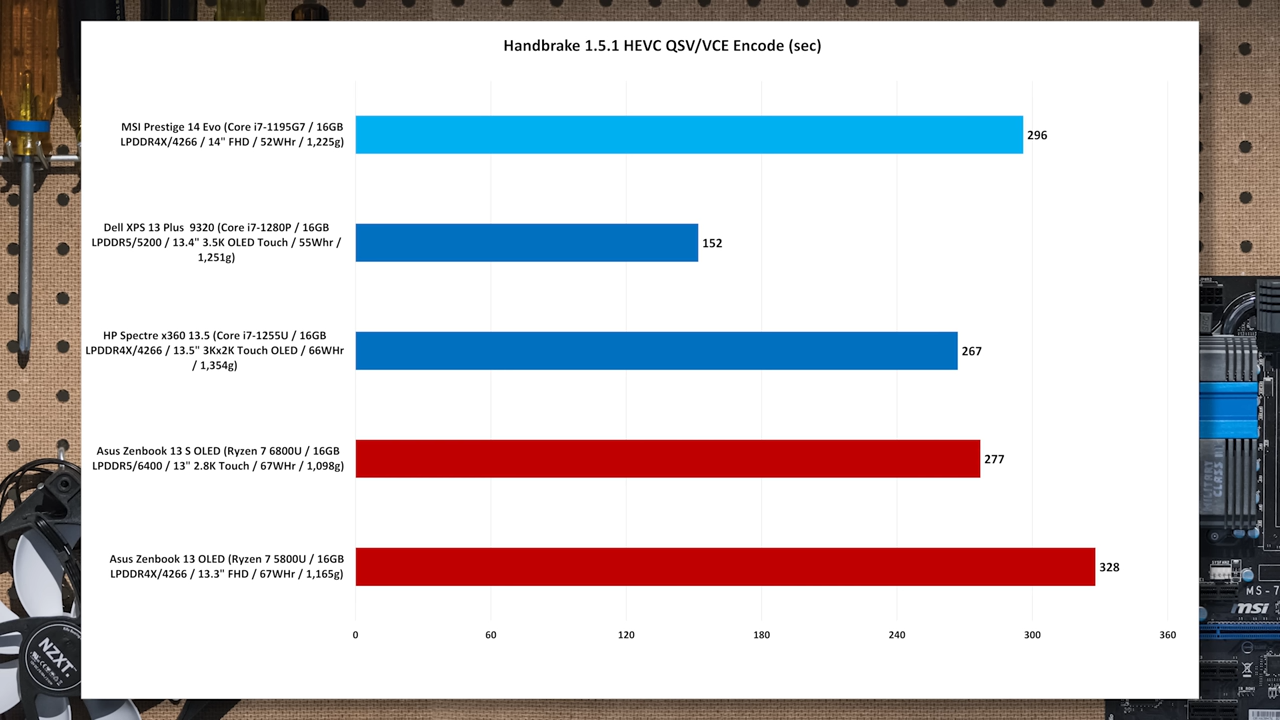 Handbrake 1.5.1 HEVC QSV/VCE Encode (sec)
MSI Prestige 14 Evo (Core i7-1195G7 / 16GB
LPDDR4X/4266 / 14" FHD / 52WHr / 1,225g)
296
Dell XPS 13 Plus  9320 (Core i7-1280P / 16GB
LPDDR5/5200 / 13.4" 3.5K OLED Touch / 55Whr /
1,251g)
152
HP Spectre x360 13.5 (Core i7-1255U / 16GB
LPDDR4X/4266 / 13.5" 3Kx2K Touch OLED / 66WHr
/ 1,354g)
267
Asus Zenbook 13 S OLED (Ryzen 7 6800U / 16GB
LPDDR5/6400 / 13" 2.8K Touch / 67WHr / 1,098g)
277
Asus Zenbook 13 OLED (Ryzen 7 5800U / 16GB
LPDDR4X/4266 / 13.3" FHD / 67WHr / 1,165g)
328
0 60 120 180 240 300 360
NZXT
MILITARY
CLASS
MS-7
msi